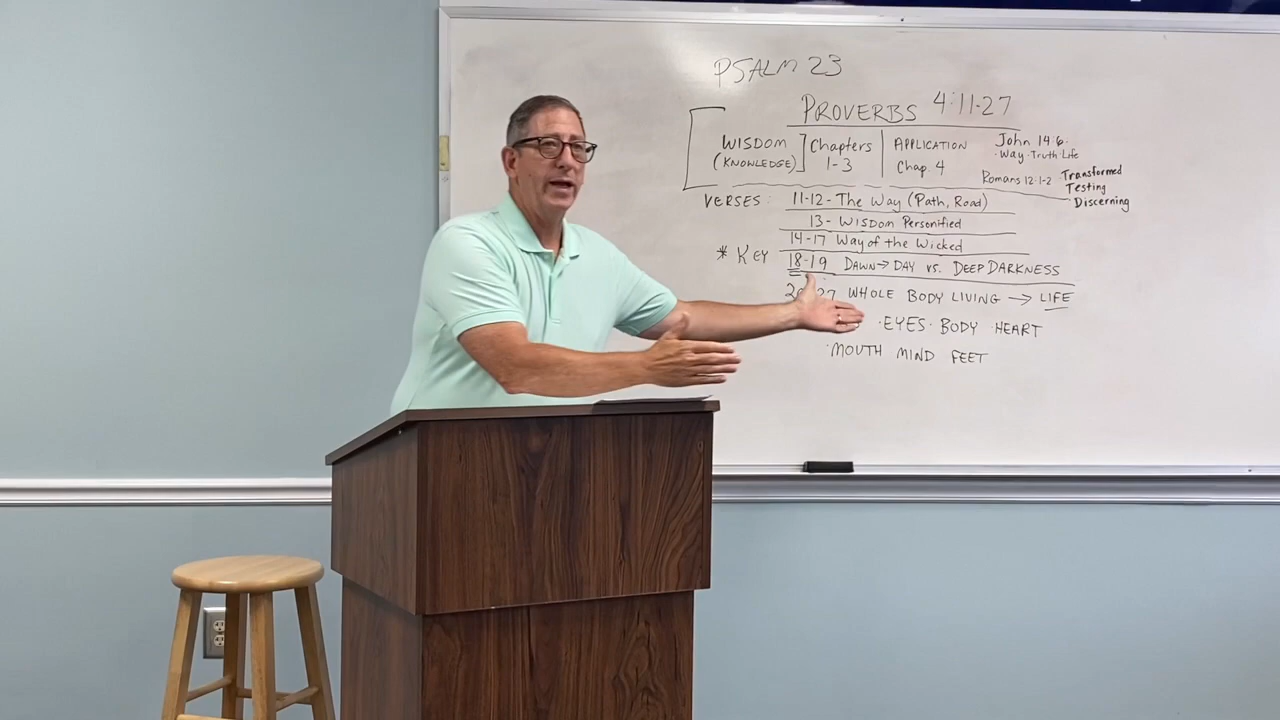 PSALM 23
PROVERBS 4:11-27
WISDOM (KNOWLEDGE)
Chapters 1-3
APPLICATION Chap. 4
John 14:6.
· Way · Truth · Life
Romans 12:1-2 Transformed
Testing
· Discerning
VERSES: 11-12 - The Way (Path, Road)
13 - WISDOM Personified
14-17 Way of the Wicked
* KEY 18-19 DAWN → DAY VS. DEEP DARKNESS
27 WHOLE BODY LIVING → LIFE
· EYES · BODY · HEART
· MOUTH MIND FEET